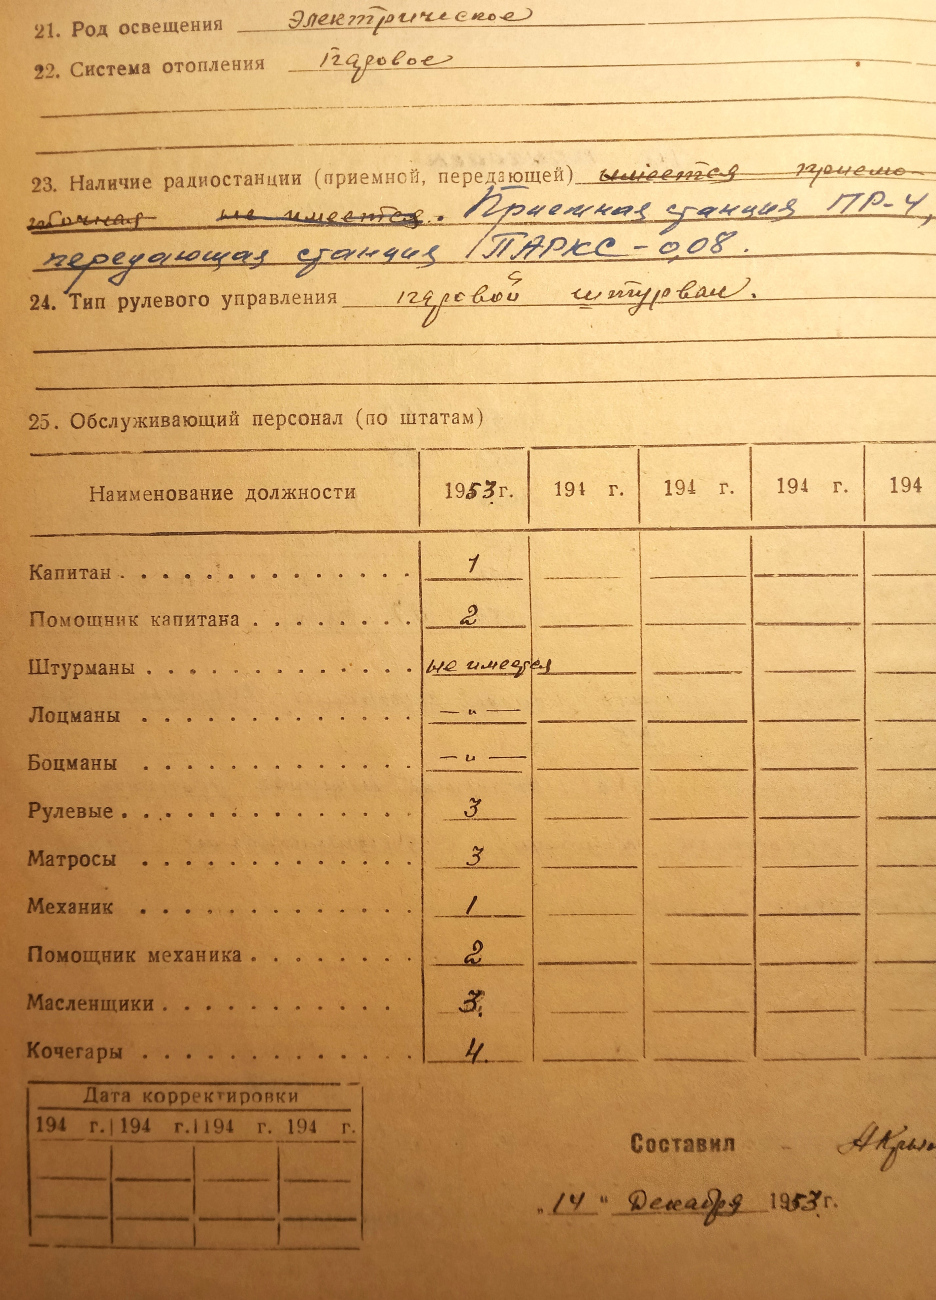 21. Род освещения Электрическое
22. Система отопления Паровое
23. Наличие радиостанции (приемной, передающей) имеется приемо-
не имеется. Приемная станция ПР-4,
передающая станция ПАРКС-0,08.
24. Тип рулевого управления паровой штурвал.
25. Обслуживающий персонал (по штатам)
Наименование должности 1953 г. 194 г. 194 г. 194 г. 194
Капитан . . . . . . . . . . . . . . 1
Помощник капитана . . . . . . . . 2
Штурманы . . . . . . . . . . . . . не имеется
Лоцманы . . . . . . . . . . . . . — „ —
Боцманы . . . . . . . . . . . . . — „ —
Рулевые . . . . . . . . . . . . . . 3
Матросы . . . . . . . . . . . . . 3
Механик . . . . . . . . . . . . . 1
Помощник механика . . . . . . . . 2
Масленщики . . . . . . . . . . . 3.
Кочегары . . . . . . . . . . . . . 4.
Дата корректировки
194 г. 194 г. 194 г. 194 г.
Составил
„14“ Декабря 1953 г.